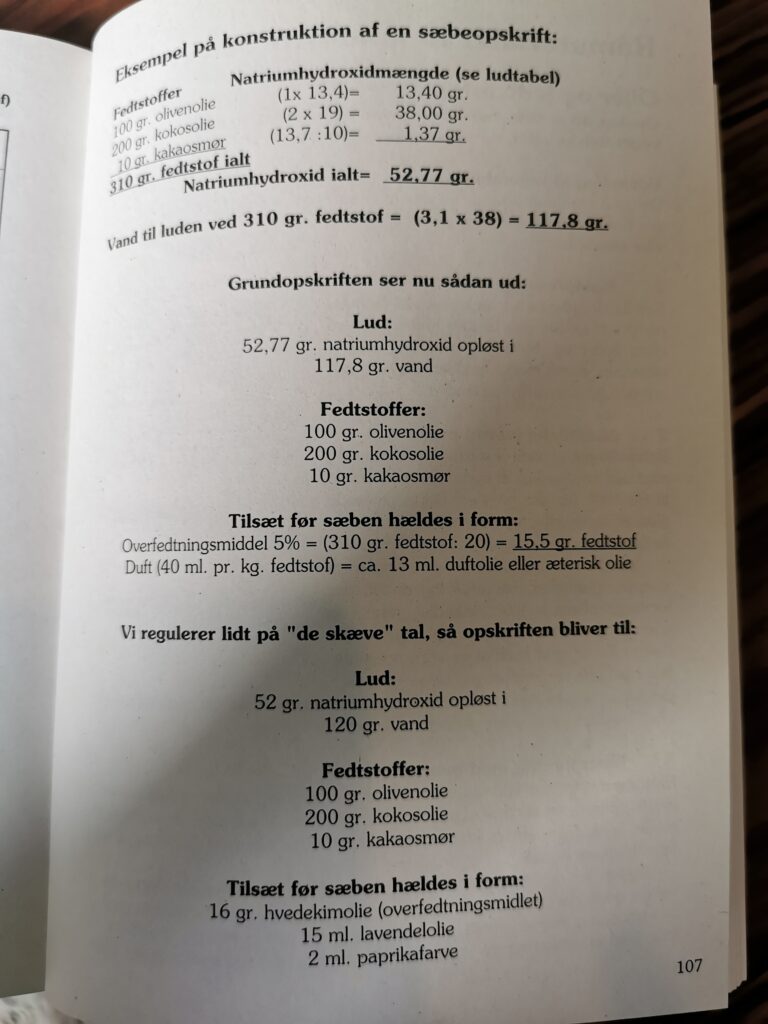 f)
Eksempel på konstruktion af en sæbeopskrift:
Fedtstoffer Natriumhydroxidmængde (se ludtabel)
100 gr. olivenolie (1x 13,4)= 13,40 gr.
200 gr. kokosolie (2 x 19) = 38,00 gr.
10 gr. kakaosmør (13,7 :10)= 1,37 gr.
310 gr. fedtstof ialt
Natriumhydroxid ialt= 52,77 gr.
Vand til luden ved 310 gr. fedtstof = (3,1 x 38) = 117,8 gr.
Grundopskriften ser nu sådan ud:
Lud:
52,77 gr. natriumhydroxid opløst i
117,8 gr. vand
Fedtstoffer:
100 gr. olivenolie
200 gr. kokosolie
10 gr. kakaosmør
Tilsæt før sæben hældes i form:
Overfedtningsmiddel 5% = (310 gr. fedtstof: 20) = 15,5 gr. fedtstof
Duft (40 ml. pr. kg. fedtstof) = ca. 13 ml. duftolie eller æterisk olie
Vi regulerer lidt på "de skæve" tal, så opskriften bliver til:
Lud:
52 gr. natriumhydroxid opløst i
120 gr. vand
Fedtstoffer:
100 gr. olivenolie
200 gr. kokosolie
10 gr. kakaosmør
Tilsæt før sæben hældes i form:
16 gr. hvedekimolie (overfedtningsmidlet)
15 ml. lavendelolie
2 ml. paprikafarve
107